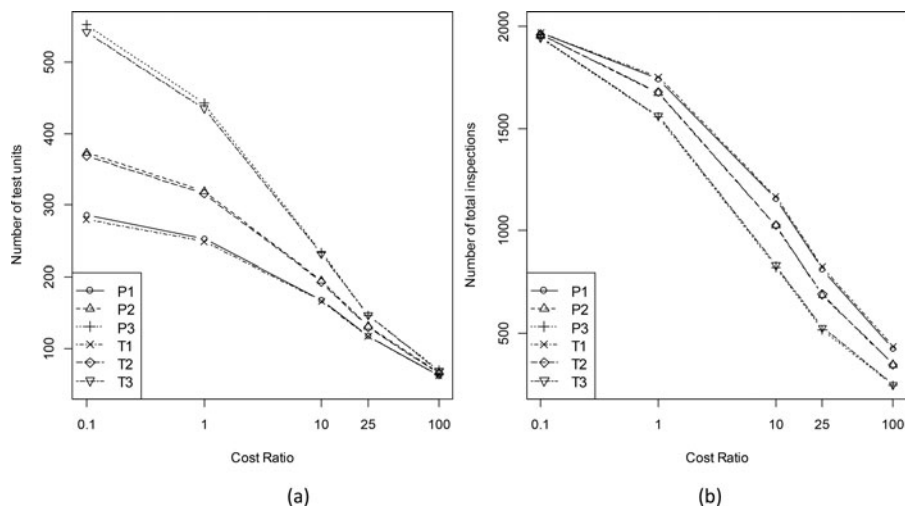 Number of test units
500
400
300
200
100
P1
P2
P3
T1
T2
T3
0.1
1
10
25
100
Cost Ratio
(a)
Number of total inspections
2000
1500
1000
500
P1
P2
P3
T1
T2
T3
0.1
1
10
25
100
Cost Ratio
(b)